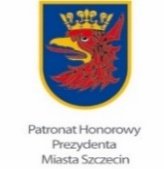 Patronat Honorowy
Prezydenta
Miasta Szczecin